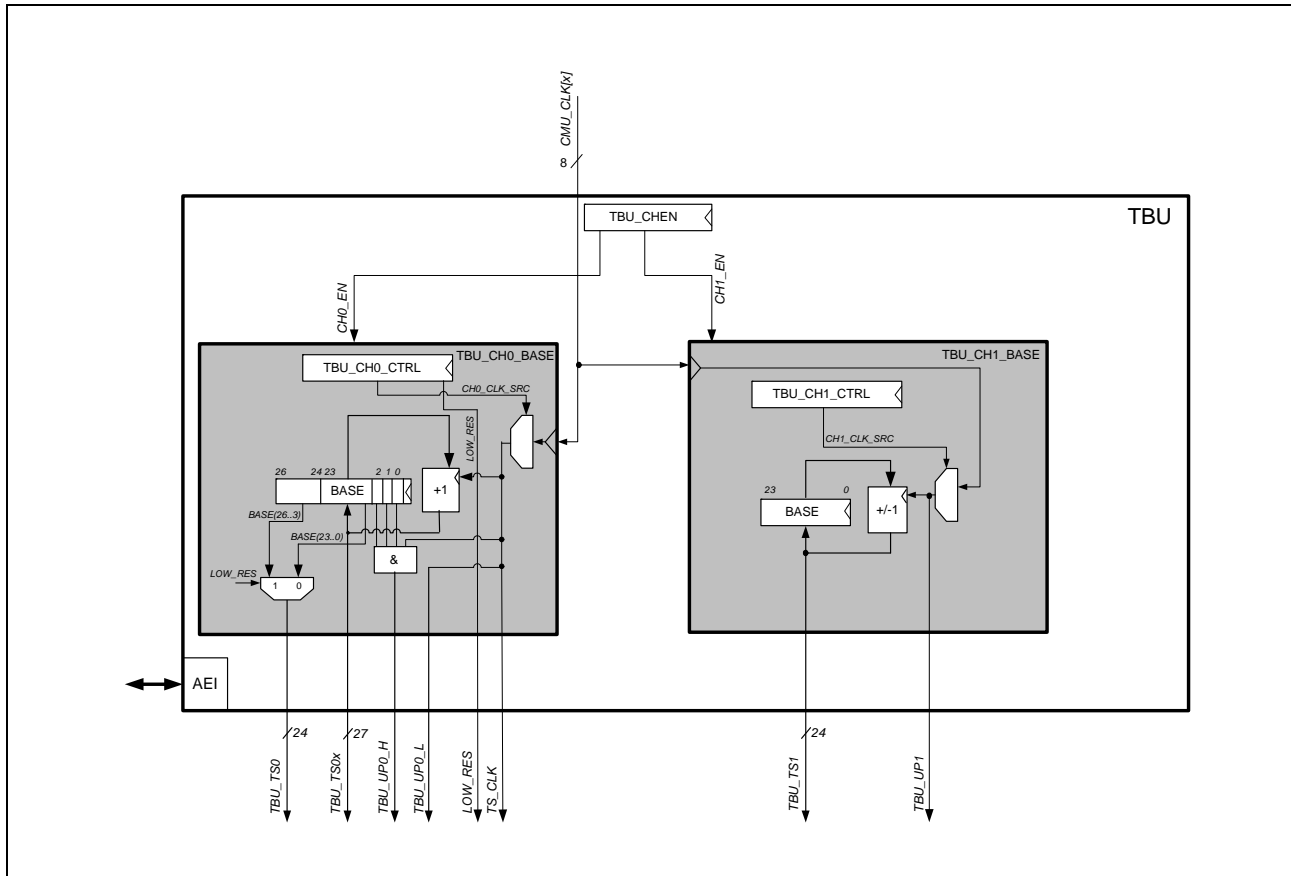 CMU_CLK[x]
8
TBU
TBU_CHEN
CH0_EN
CH1_EN
TBU_CH0_BASE
TBU_CH0_CTRL
CH0_CLK_SRC
LOW_RES
26 24 23 2 1 0
BASE
+1
BASE(26..3)
BASE(23..0)
&
LOW_RES
1 0
TBU_CH1_BASE
TBU_CH1_CTRL
CH1_CLK_SRC
23 0
BASE
+/-1
AEI
24
27
24
TBU_TS0
TBU_TS0x
TBU_UP0_H
TBU_UP0_L
LOW_RES
TS_CLK
TBU_TS1
TBU_UP1